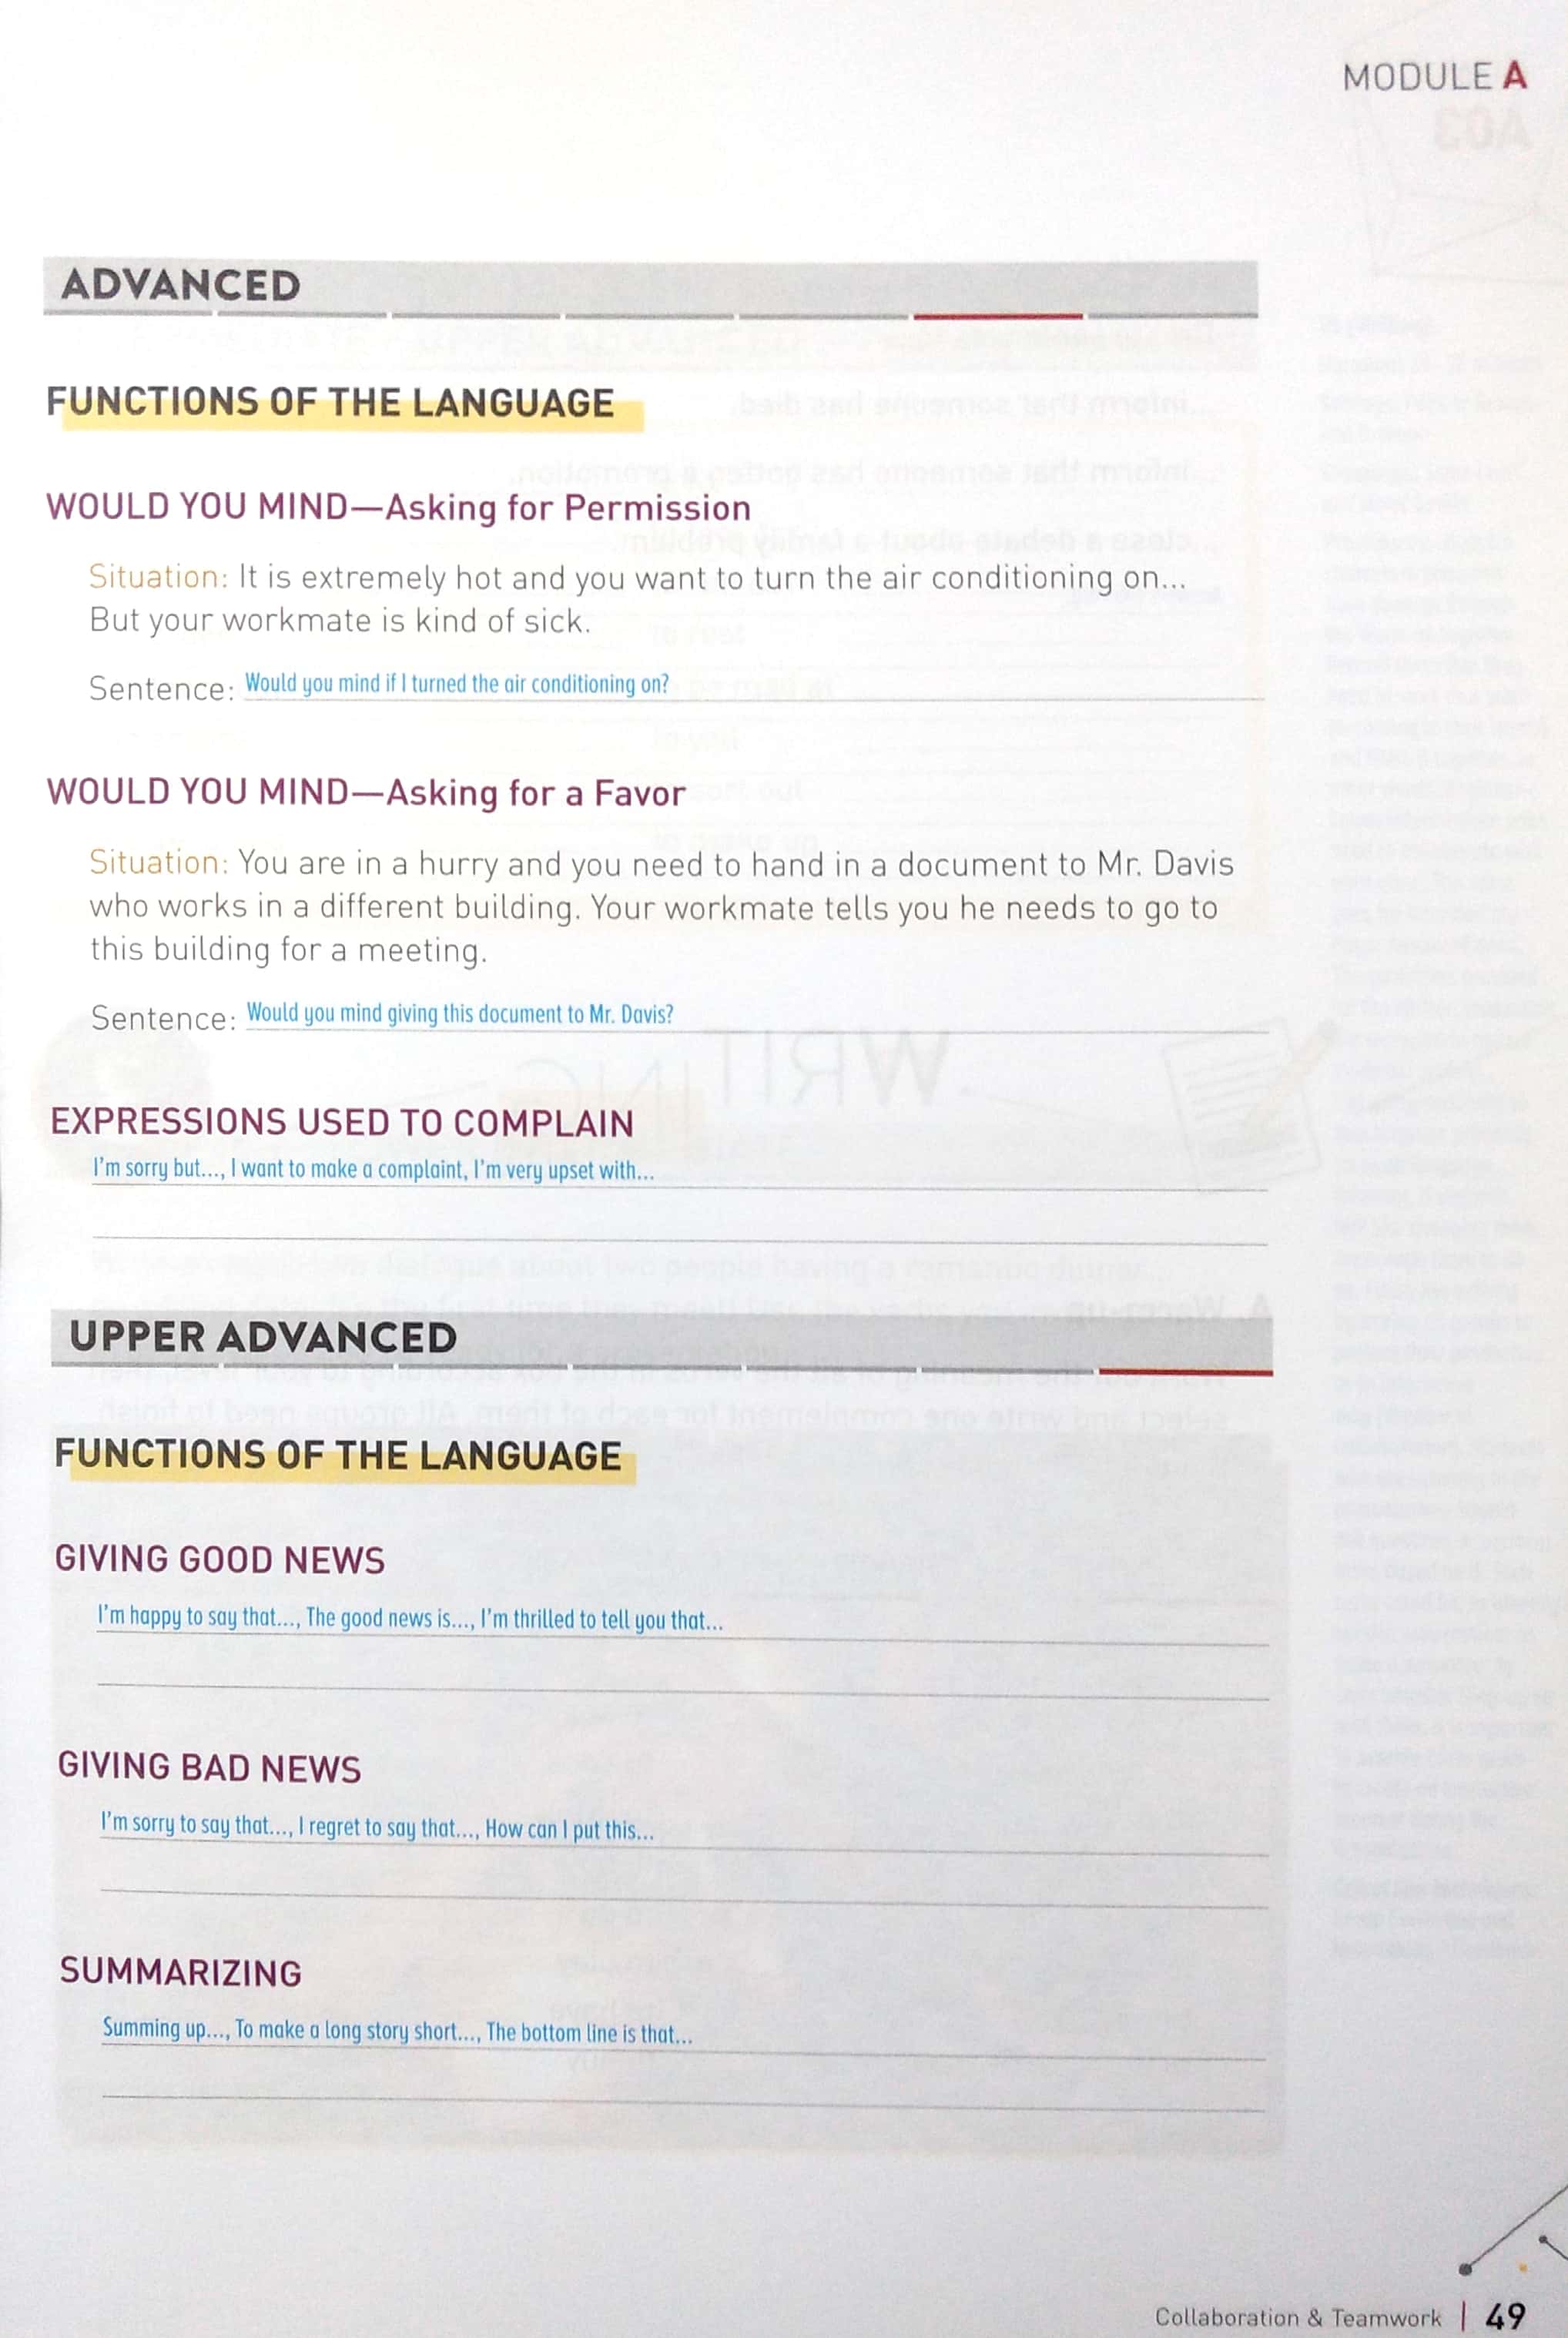 MODULE A
ADVANCED
FUNCTIONS OF THE LANGUAGE
WOULD YOU MIND—Asking for Permission
Situation: It is extremely hot and you want to turn the air conditioning on...
But your workmate is kind of sick.
Sentence: Would you mind if I turned the air conditioning on?
WOULD YOU MIND—Asking for a Favor
Situation: You are in a hurry and you need to hand in a document to Mr. Davis
who works in a different building. Your workmate tells you he needs to go to
this building for a meeting.
Sentence: Would you mind giving this document to Mr. Davis?
EXPRESSIONS USED TO COMPLAIN
I'm sorry but..., I want to make a complaint, I'm very upset with...
UPPER ADVANCED
FUNCTIONS OF THE LANGUAGE
GIVING GOOD NEWS
I'm happy to say that..., The good news is..., I'm thrilled to tell you that...
GIVING BAD NEWS
I'm sorry to say that..., I regret to say that..., How can I put this...
SUMMARIZING
Summing up..., To make a long story short..., The bottom line is that...
Collaboration & Teamwork | 49